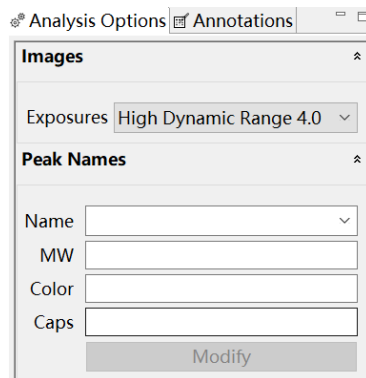 Analysis Options Annotations
Images
Exposures High Dynamic Range 4.0
Peak Names
Name
MW
Color
Caps
Modify